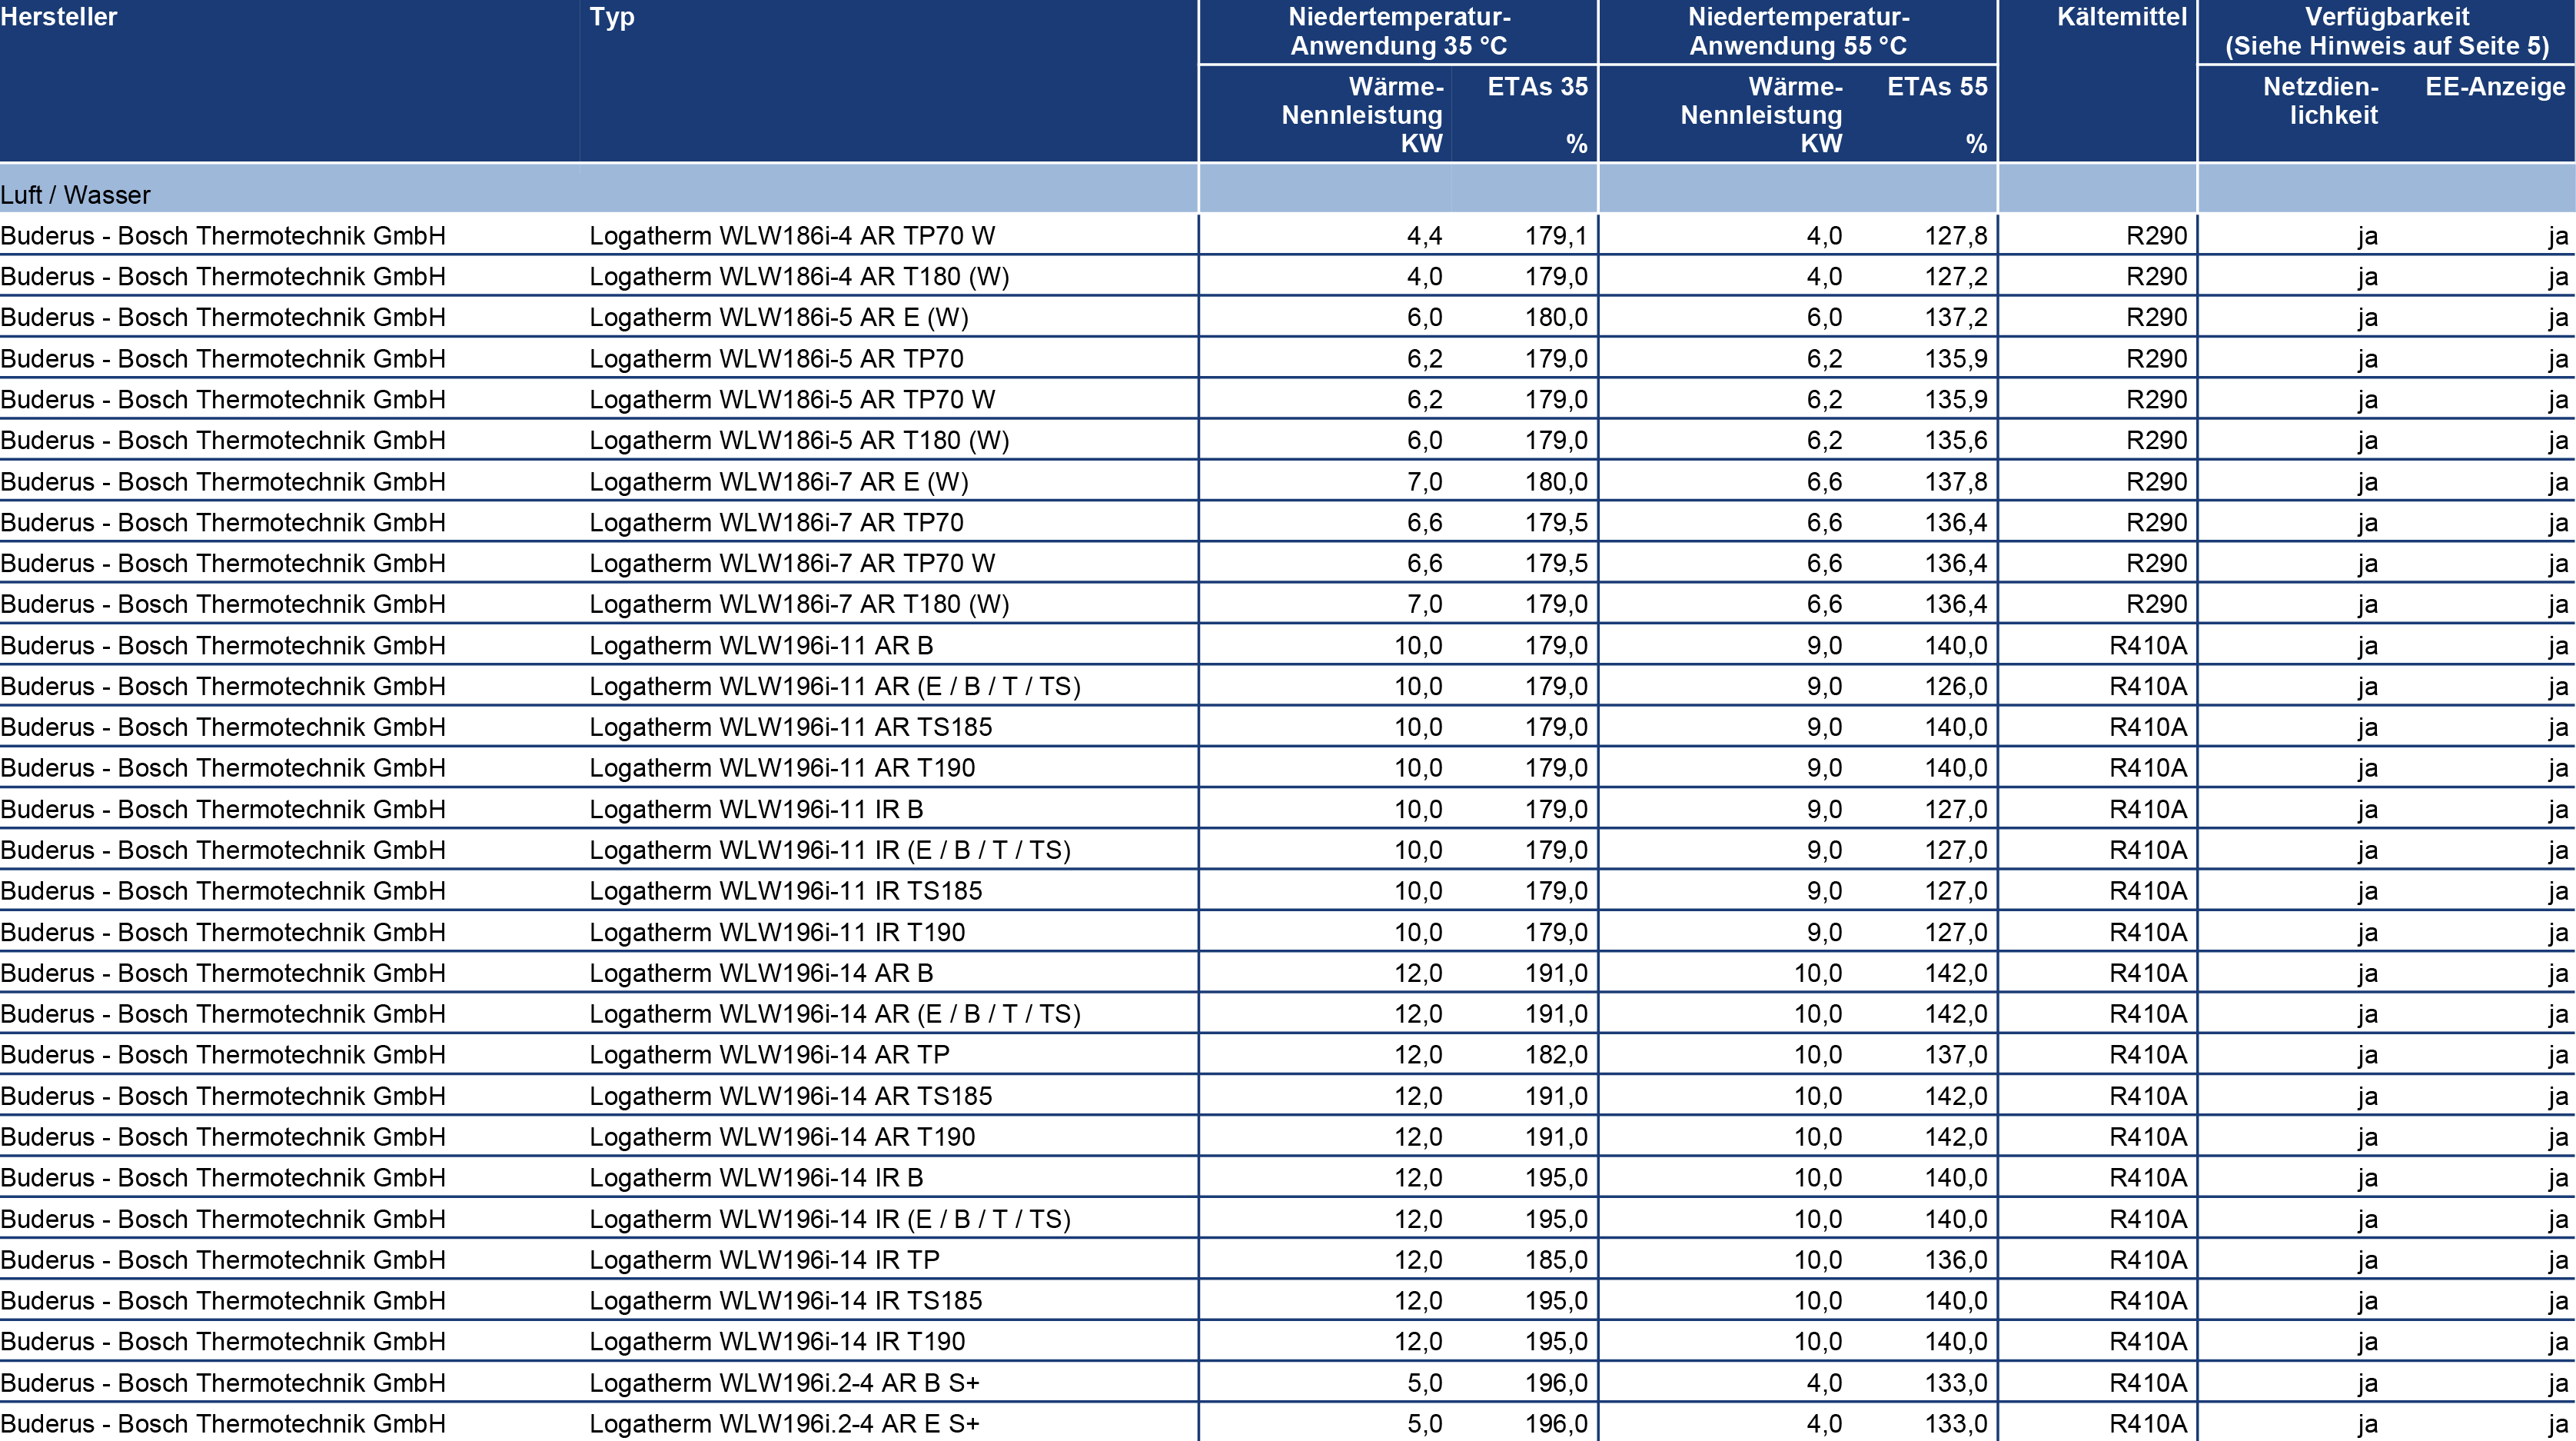 Hersteller Typ Niedertemperatur- Niedertemperatur- Kältemittel Verfügbarkeit
Anwendung 35 °C Anwendung 55 °C (Siehe Hinweis auf Seite 5)
Wärme- ETAs 35 Wärme- ETAs 55 Netzdien- EE-Anzeige
Nennleistung Nennleistung lichkeit
KW % KW %
Luft / Wasser
Buderus - Bosch Thermotechnik GmbH Logatherm WLW186i-4 AR TP70 W 4,4 179,1 4,0 127,8 R290 ja ja
Buderus - Bosch Thermotechnik GmbH Logatherm WLW186i-4 AR T180 (W) 4,0 179,0 4,0 127,2 R290 ja ja
Buderus - Bosch Thermotechnik GmbH Logatherm WLW186i-5 AR E (W) 6,0 180,0 6,0 137,2 R290 ja ja
Buderus - Bosch Thermotechnik GmbH Logatherm WLW186i-5 AR TP70 6,2 179,0 6,2 135,9 R290 ja ja
Buderus - Bosch Thermotechnik GmbH Logatherm WLW186i-5 AR TP70 W 6,2 179,0 6,2 135,9 R290 ja ja
Buderus - Bosch Thermotechnik GmbH Logatherm WLW186i-5 AR T180 (W) 6,0 179,0 6,2 135,6 R290 ja ja
Buderus - Bosch Thermotechnik GmbH Logatherm WLW186i-7 AR E (W) 7,0 180,0 6,6 137,8 R290 ja ja
Buderus - Bosch Thermotechnik GmbH Logatherm WLW186i-7 AR TP70 6,6 179,5 6,6 136,4 R290 ja ja
Buderus - Bosch Thermotechnik GmbH Logatherm WLW186i-7 AR TP70 W 6,6 179,5 6,6 136,4 R290 ja ja
Buderus - Bosch Thermotechnik GmbH Logatherm WLW186i-7 AR T180 (W) 7,0 179,0 6,6 136,4 R290 ja ja
Buderus - Bosch Thermotechnik GmbH Logatherm WLW196i-11 AR B 10,0 179,0 9,0 140,0 R410A ja ja
Buderus - Bosch Thermotechnik GmbH Logatherm WLW196i-11 AR (E / B / T / TS) 10,0 179,0 9,0 126,0 R410A ja ja
Buderus - Bosch Thermotechnik GmbH Logatherm WLW196i-11 AR TS185 10,0 179,0 9,0 140,0 R410A ja ja
Buderus - Bosch Thermotechnik GmbH Logatherm WLW196i-11 AR T190 10,0 179,0 9,0 140,0 R410A ja ja
Buderus - Bosch Thermotechnik GmbH Logatherm WLW196i-11 IR B 10,0 179,0 9,0 127,0 R410A ja ja
Buderus - Bosch Thermotechnik GmbH Logatherm WLW196i-11 IR (E / B / T / TS) 10,0 179,0 9,0 127,0 R410A ja ja
Buderus - Bosch Thermotechnik GmbH Logatherm WLW196i-11 IR TS185 10,0 179,0 9,0 127,0 R410A ja ja
Buderus - Bosch Thermotechnik GmbH Logatherm WLW196i-11 IR T190 10,0 179,0 9,0 127,0 R410A ja ja
Buderus - Bosch Thermotechnik GmbH Logatherm WLW196i-14 AR B 12,0 191,0 10,0 142,0 R410A ja ja
Buderus - Bosch Thermotechnik GmbH Logatherm WLW196i-14 AR (E / B / T / TS) 12,0 191,0 10,0 142,0 R410A ja ja
Buderus - Bosch Thermotechnik GmbH Logatherm WLW196i-14 AR TP 12,0 182,0 10,0 137,0 R410A ja ja
Buderus - Bosch Thermotechnik GmbH Logatherm WLW196i-14 AR TS185 12,0 191,0 10,0 142,0 R410A ja ja
Buderus - Bosch Thermotechnik GmbH Logatherm WLW196i-14 AR T190 12,0 191,0 10,0 142,0 R410A ja ja
Buderus - Bosch Thermotechnik GmbH Logatherm WLW196i-14 IR B 12,0 195,0 10,0 140,0 R410A ja ja
Buderus - Bosch Thermotechnik GmbH Logatherm WLW196i-14 IR (E / B / T / TS) 12,0 195,0 10,0 140,0 R410A ja ja
Buderus - Bosch Thermotechnik GmbH Logatherm WLW196i-14 IR TP 12,0 185,0 10,0 136,0 R410A ja ja
Buderus - Bosch Thermotechnik GmbH Logatherm WLW196i-14 IR TS185 12,0 195,0 10,0 140,0 R410A ja ja
Buderus - Bosch Thermotechnik GmbH Logatherm WLW196i-14 IR T190 12,0 195,0 10,0 140,0 R410A ja ja
Buderus - Bosch Thermotechnik GmbH Logatherm WLW196i.2-4 AR B S+ 5,0 196,0 4,0 133,0 R410A ja ja
Buderus - Bosch Thermotechnik GmbH Logatherm WLW196i.2-4 AR E S+ 5,0 196,0 4,0 133,0 R410A ja ja